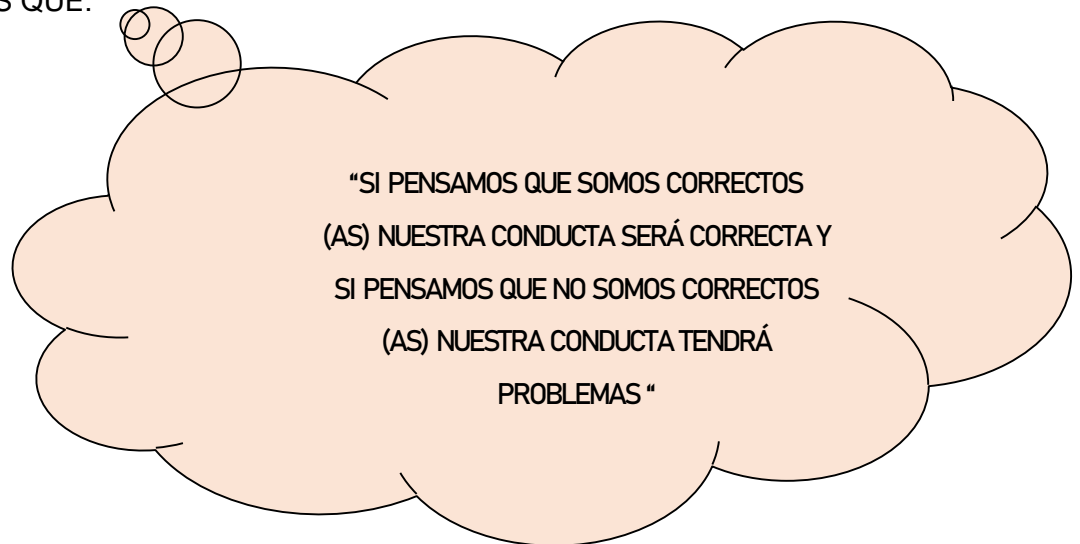 S QUE:
“SI PENSAMOS QUE SOMOS CORRECTOS
(AS) NUESTRA CONDUCTA SERÁ CORRECTA Y
SI PENSAMOS QUE NO SOMOS CORRECTOS
(AS) NUESTRA CONDUCTA TENDRÁ
PROBLEMAS “